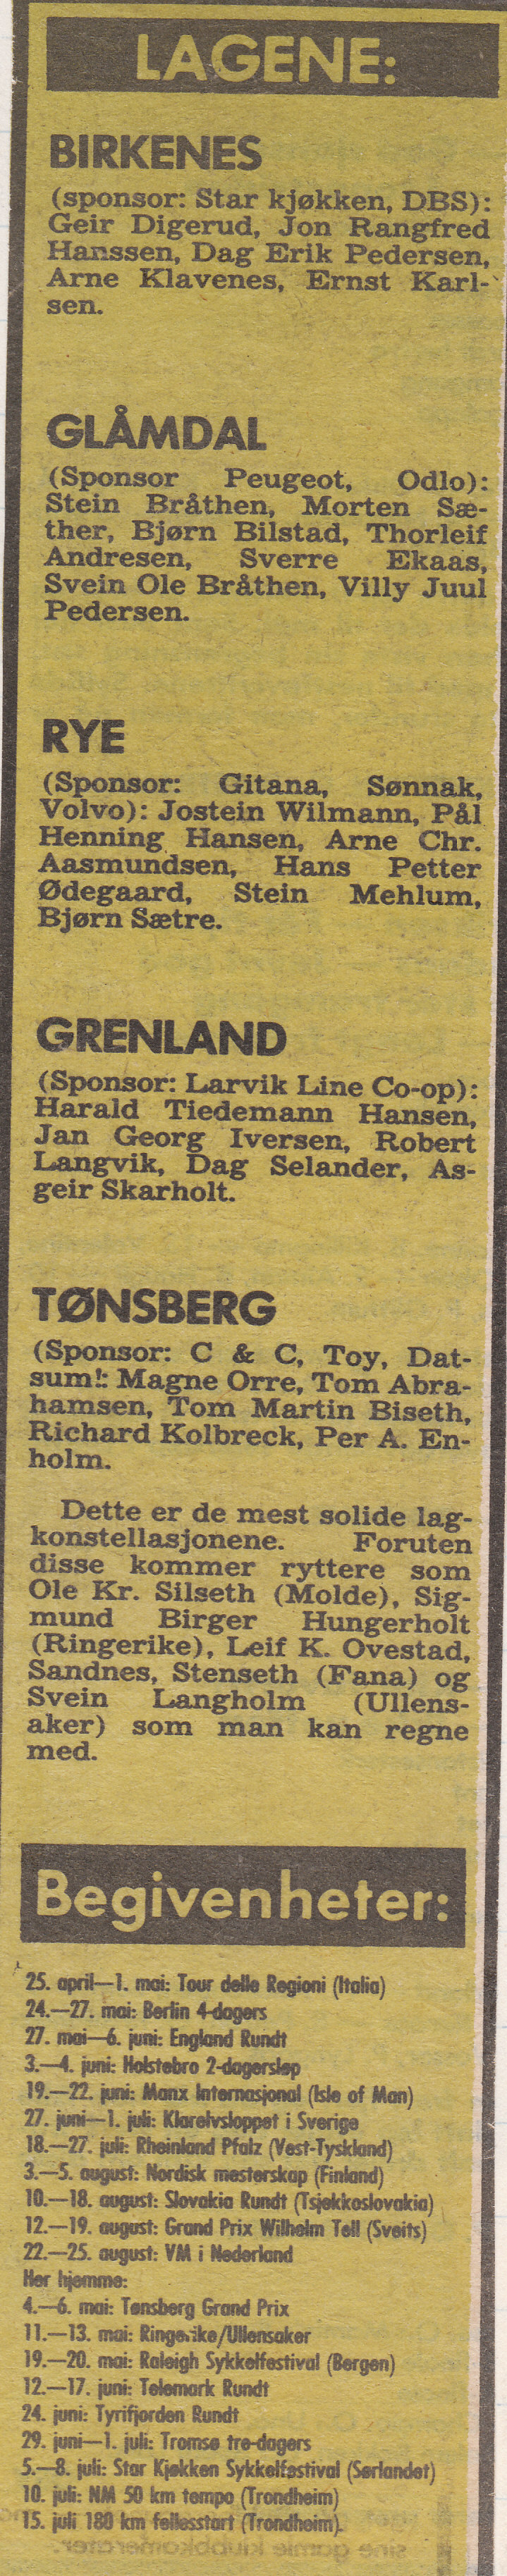 LAGENE:
BIRKENES
(sponsor: Star kjøkken, DBS):
Geir Digerud, Jon Rangfred
Hanssen, Dag Erik Pedersen,
Arne Klavenes, Ernst Karl-
sen.
GLÅMDAL
(Sponsor Peugeot, Odlo):
Stein Bråthen, Morten Sæ-
ther, Bjørn Bilstad, Thorleif
Andresen, Sverre Ekaas,
Svein Ole Bråthen, Villy Juul
Pedersen.
RYE
(Sponsor: Gitana, Sønnak,
Volvo): Jostein Wilmann, Pål
Henning Hansen, Arne Chr.
Aasmundsen, Hans Petter
Ødegaard, Stein Mehlum,
Bjørn Sætre.
GRENLAND
(Sponsor: Larvik Line Co-op):
Harald Tiedemann Hansen,
Jan Georg Iversen, Robert
Langvik, Dag Selander, As-
geir Skarholt.
TØNSBERG
(Sponsor: C & C, Toy, Dat-
sum!: Magne Orre, Tom Abra-
hamsen, Tom Martin Biseth,
Richard Kolbreck, Per A. En-
holm.
Dette er de mest solide lag-
konstellasjonene. Foruten
disse kommer ryttere som
Ole Kr. Silseth (Molde), Sig-
mund Birger Hungerholt
(Ringerike), Leif K. Ovestad,
Sandnes, Stenseth (Fana) og
Svein Langholm (Ullens-
aker) som man kan regne
med.
Begivenheter:
25. april—1. mai: Tour delle Regioni (Italia)
24.—27. mai: Berlin 4-dagers
27. mai—6. juni: England Rundt
3.—4. juni: Holstebro 2-dagersløp
19.—22. juni: Manx Internasjonal (Isle of Man)
27. juni—1. juli: Klarelvsloppet i Sverige
18.—27. juli: Rheinland Pfalz (Vest-Tyskland)
3.—5. august: Nordisk mesterskap (Finland)
10.—18. august: Slovakia Rundt (Tsjekkoslovakia)
12.—19. august: Grand Prix Wilhelm Tell (Sveits)
22.—25. august: VM i Nederland
Her hjemme:
4.—6. mai: Tønsberg Grand Prix
11.—13. mai: Ringerike/Ullensaker
19.—20. mai: Raleigh Sykkelfestival (Bergen)
12.—17. juni: Telemark Rundt
24. juni: Tyrifjorden Rundt
29. juni—1. juli: Tromsø tre-dagers
5.—8. juli: Star Kjøkken Sykkelfestival (Sørlandet)
10. juli: NM 50 km tempo (Trondheim)
15. juli 180 km fellesstart (Trondheim).